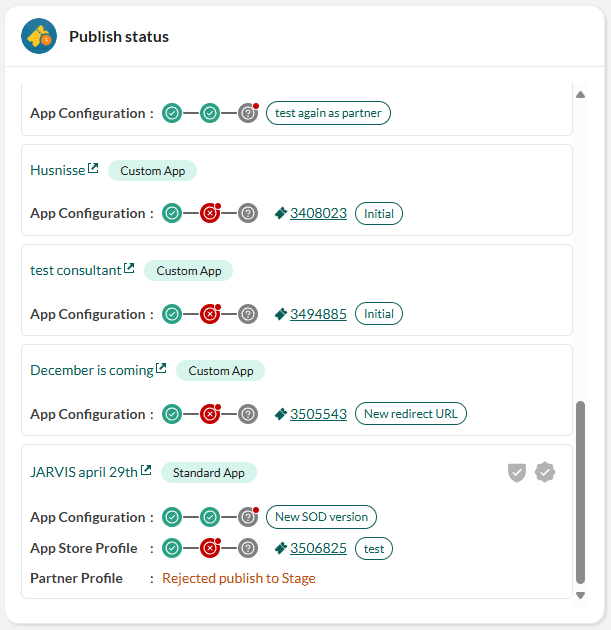 Publish status
App Configuration : test again as partner
Husnisse Custom App
App Configuration : 3408023 Initial
test consultant Custom App
App Configuration : 3494885 Initial
December is coming Custom App
App Configuration : 3505543 New redirect URL
JARVIS april 29th Standard App
App Configuration : New SOD version
App Store Profile : 3506825 test
Partner Profile : Rejected publish to Stage